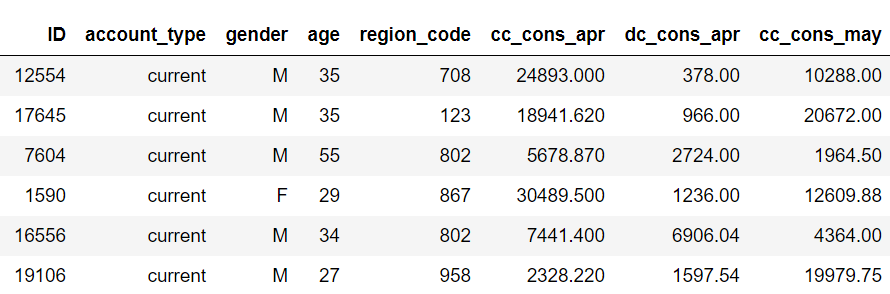 ID account_type gender age region_code cc_cons_apr dc_cons_apr cc_cons_may
12554 current M 35 708 24893.000 378.00 10288.00
17645 current M 35 123 18941.620 966.00 20672.00
7604 current M 55 802 5678.870 2724.00 1964.50
1590 current F 29 867 30489.500 1236.00 12609.88
16556 current M 34 802 7441.400 6906.04 4364.00
19106 current M 27 958 2328.220 1597.54 19979.75